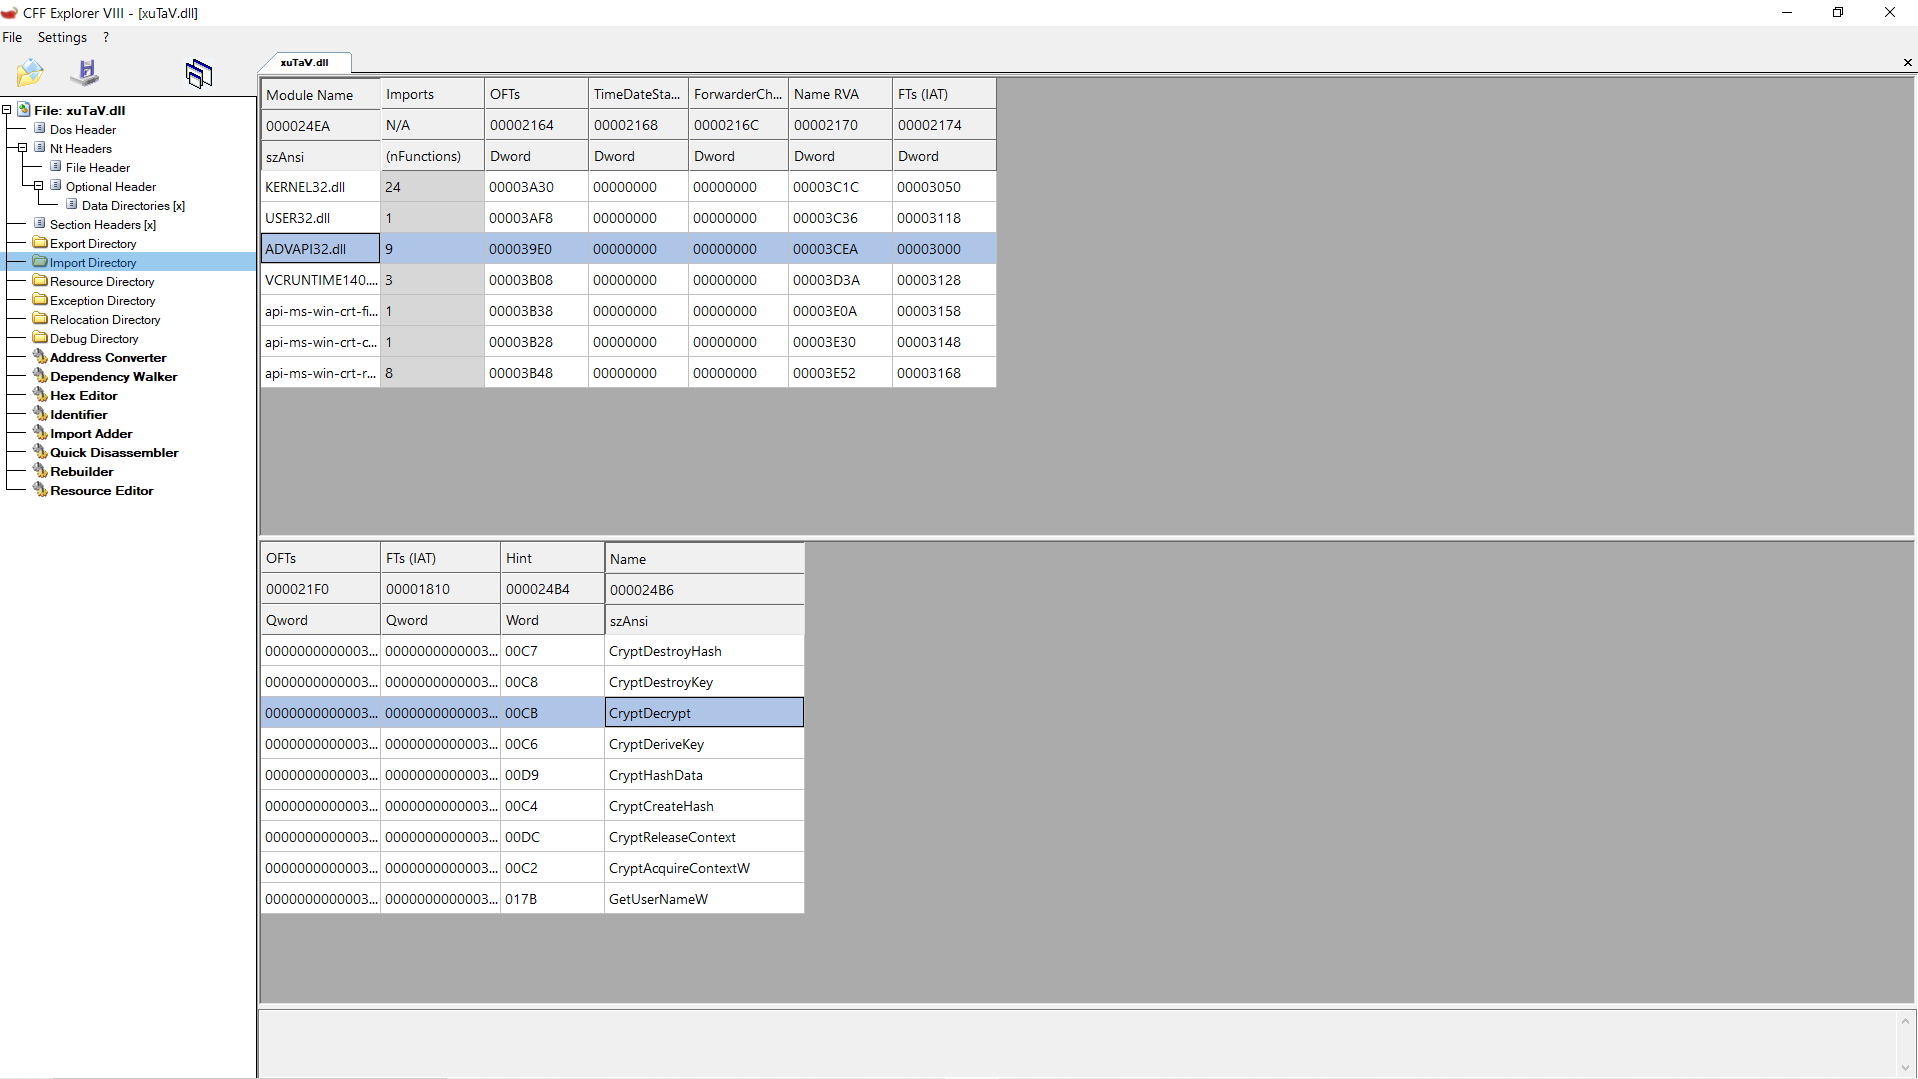 CFF Explorer VIII - [xuTaV.dll]
File Settings ?
xuTaV.dll
File: xuTaV.dll
Dos Header
Nt Headers
File Header
Optional Header
Data Directories [x]
Section Headers [x]
Export Directory
Import Directory
Resource Directory
Exception Directory
Relocation Directory
Debug Directory
Address Converter
Dependency Walker
Hex Editor
Identifier
Import Adder
Quick Disassembler
Rebuilder
Resource Editor
Module Name Imports OFTs TimeDateSta... ForwarderCh... Name RVA FTs (IAT)
000024EA N/A 00002164 00002168 0000216C 00002170 00002174
szAnsi (nFunctions) Dword Dword Dword Dword Dword
KERNEL32.dll 24 00003A30 00000000 00000000 00003C1C 00003050
USER32.dll 1 00003AF8 00000000 00000000 00003C36 00003118
ADVAPI32.dll 9 000039E0 00000000 00000000 00003CEA 00003000
VCRUNTIME140.... 3 00003B08 00000000 00000000 00003D3A 00003128
api-ms-win-crt-fi... 1 00003B38 00000000 00000000 00003E0A 00003158
api-ms-win-crt-c... 1 00003B28 00000000 00000000 00003E30 00003148
api-ms-win-crt-r... 8 00003B48 00000000 00000000 00003E52 00003168
OFTs FTs (IAT) Hint Name
000021F0 00001810 000024B4 000024B6
Qword Qword Word szAnsi
0000000000003... 0000000000003... 00C7 CryptDestroyHash
0000000000003... 0000000000003... 00C8 CryptDestroyKey
0000000000003... 0000000000003... 00CB CryptDecrypt
0000000000003... 0000000000003... 00C6 CryptDeriveKey
0000000000003... 0000000000003... 00D9 CryptHashData
0000000000003... 0000000000003... 00C4 CryptCreateHash
0000000000003... 0000000000003... 00DC CryptReleaseContext
0000000000003... 0000000000003... 00C2 CryptAcquireContextW
0000000000003... 0000000000003... 017B GetUserNameW